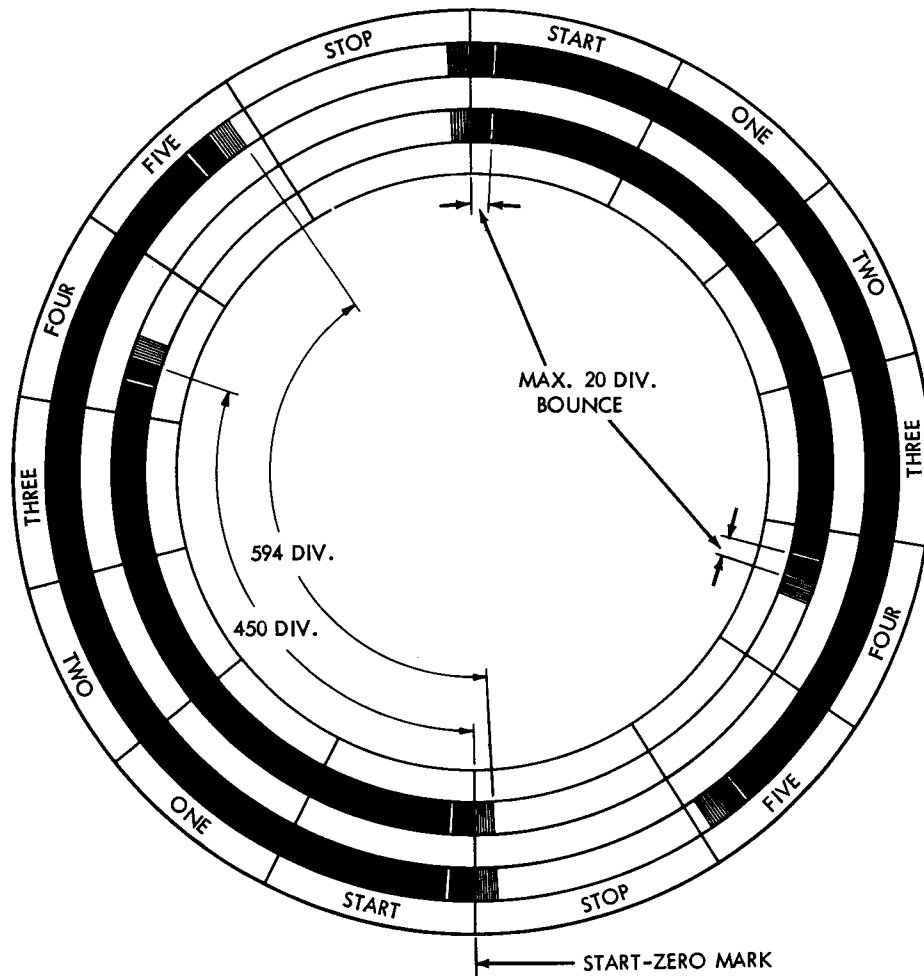 STOP
START
FIVE
ONE
FOUR
TWO
MAX. 20 DIV.
BOUNCE
THREE
THREE
594 DIV.
450 DIV.
FOUR
TWO
FIVE
ONE
START
STOP
START-ZERO MARK